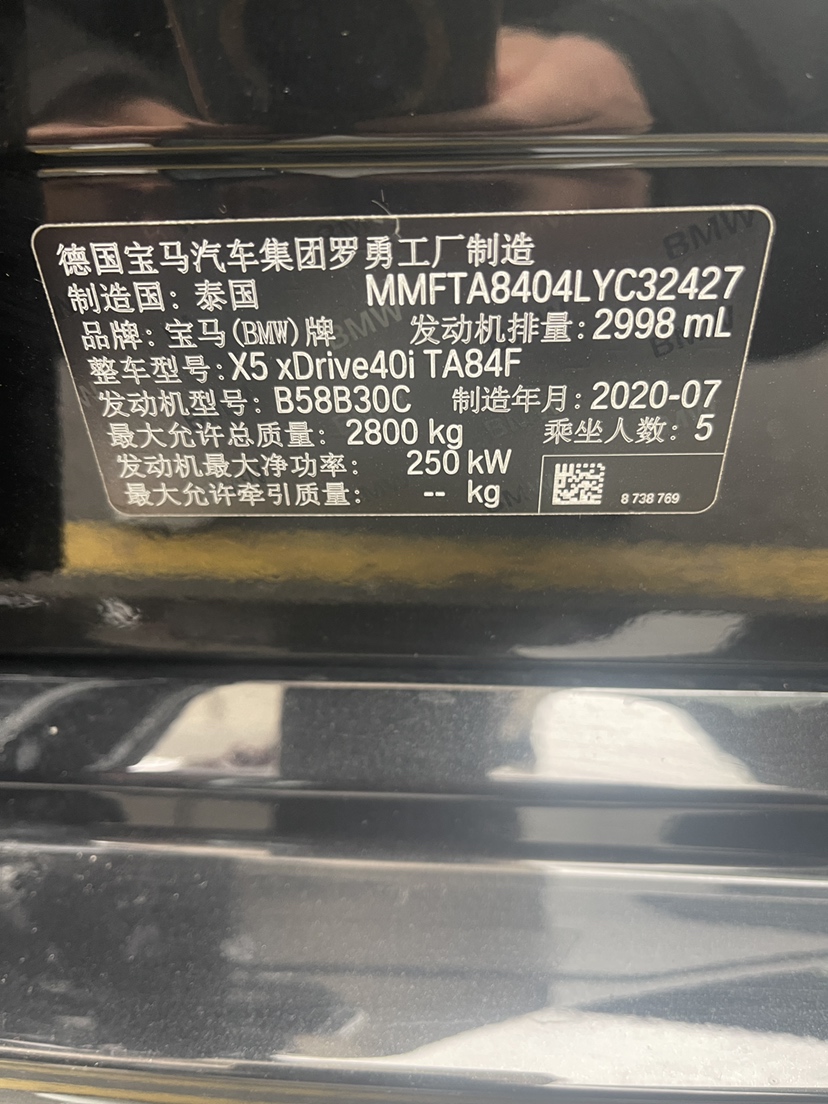 德国宝马汽车集团罗勇工厂制造
制造国：泰国 MMFTA8404LYC32427
品牌：宝马(BMW)牌 发动机排量：2998 mL
整车型号：X5 xDrive40i TA84F
发动机型号：B58B30C 制造年月：2020-07
最大允许总质量：2800 kg 乘坐人数：5
发动机最大净功率：250 kW
最大允许牵引质量：-- kg
8 738 769